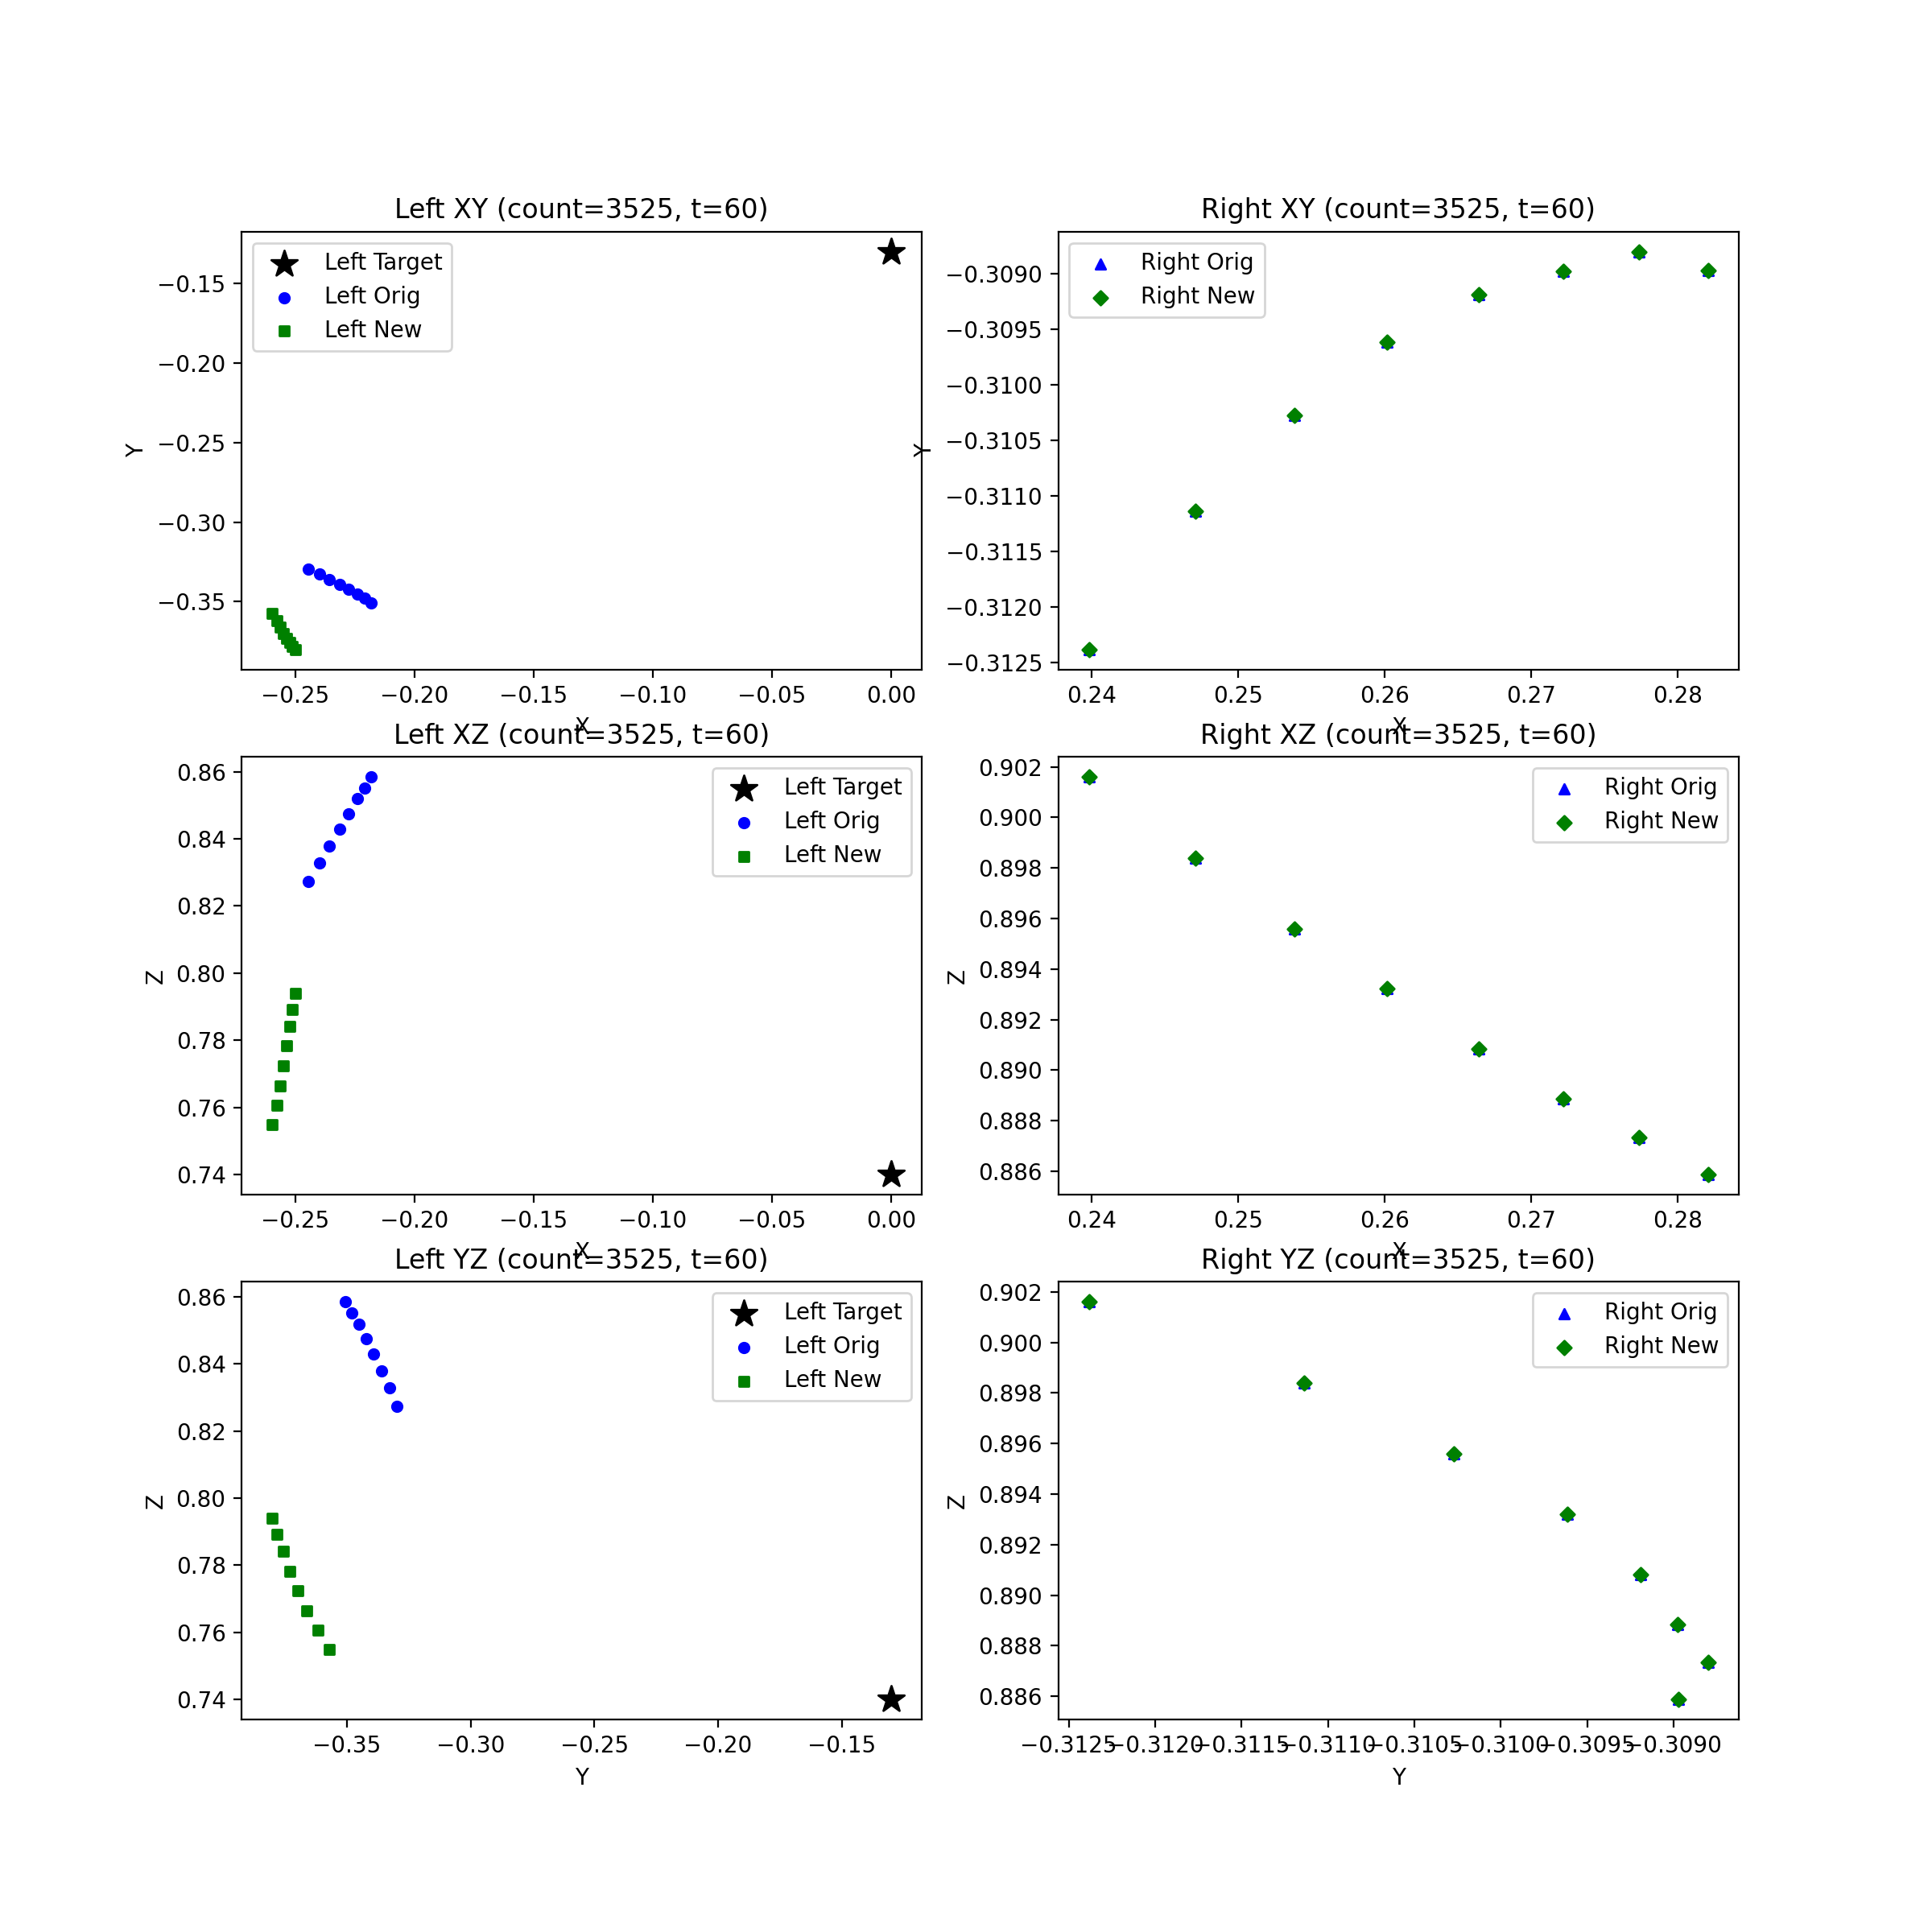 Left XY (count=3525, t=60)
Left Target
Left Orig
Left New
−0.15
−0.20
−0.25
−0.30
−0.35
Y
−0.25
−0.20
−0.15
−0.10
−0.05
0.00
X
Right XY (count=3525, t=60)
Right Orig
Right New
−0.3090
−0.3095
−0.3100
−0.3105
−0.3110
−0.3115
−0.3120
−0.3125
Y
0.24
0.25
0.26
0.27
0.28
X
Left XZ (count=3525, t=60)
Left Target
Left Orig
Left New
0.86
0.84
0.82
0.80
0.78
0.76
0.74
Z
−0.25
−0.20
−0.15
−0.10
−0.05
0.00
X
Right XZ (count=3525, t=60)
Right Orig
Right New
0.902
0.900
0.898
0.896
0.894
0.892
0.890
0.888
0.886
Z
0.24
0.25
0.26
0.27
0.28
X
Left YZ (count=3525, t=60)
Left Target
Left Orig
Left New
0.86
0.84
0.82
0.80
0.78
0.76
0.74
Z
−0.35
−0.30
−0.25
−0.20
−0.15
Y
Right YZ (count=3525, t=60)
Right Orig
Right New
0.902
0.900
0.898
0.896
0.894
0.892
0.890
0.888
0.886
Z
−0.3125
−0.3120
−0.3115
−0.3110
−0.3105
−0.3100
−0.3095
−0.3090
Y